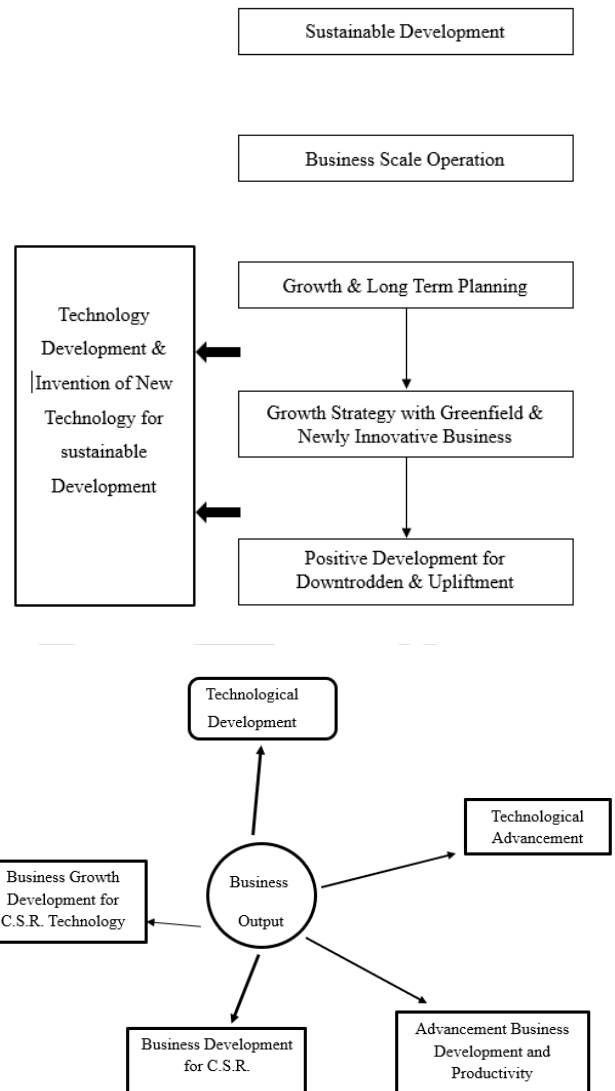 Sustainable Development
Business Scale Operation
Growth & Long Term Planning
Technology
Development &
Invention of New
Technology for
sustainable
Development
Growth Strategy with Greenfield &
Newly Innovative Business
Positive Development for
Downtrodden & Upliftment
Technological
Development
Technological
Advancement
Business
Output
Business Growth
Development for
C.S.R. Technology
Business Development
for C.S.R.
Advancement Business
Development and
Productivity